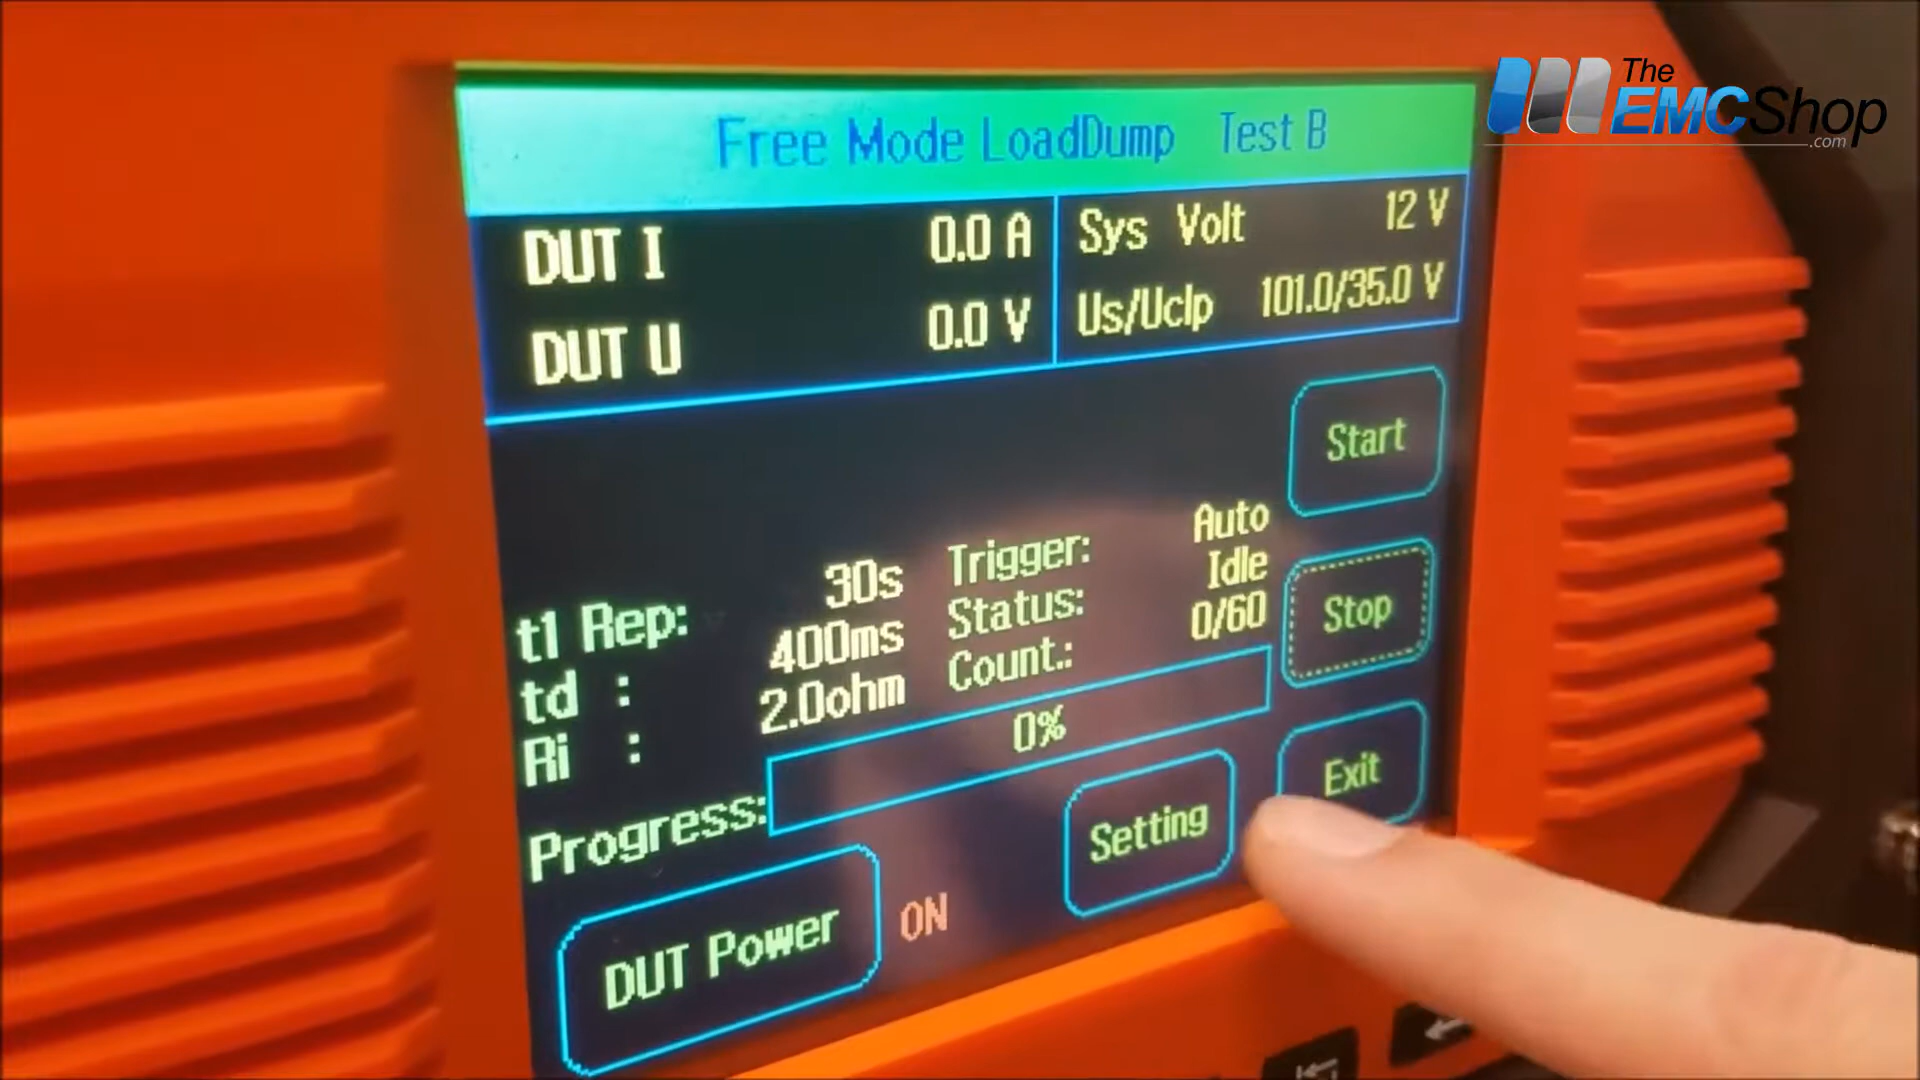 The
EMCShop
.com
Free Mode LoadDump Test B
DUT I 0.0 A
DUT U 0.0 V
Sys Volt 12 V
Us/Uclp 101.0/35.0 V
Start
t1 Rep: 30s
td : 400ms
Ri : 2.0ohm
Trigger: Auto
Status: Idle
Count.: 0/60
Stop
Progress: 0%
Exit
Setting
DUT Power ON